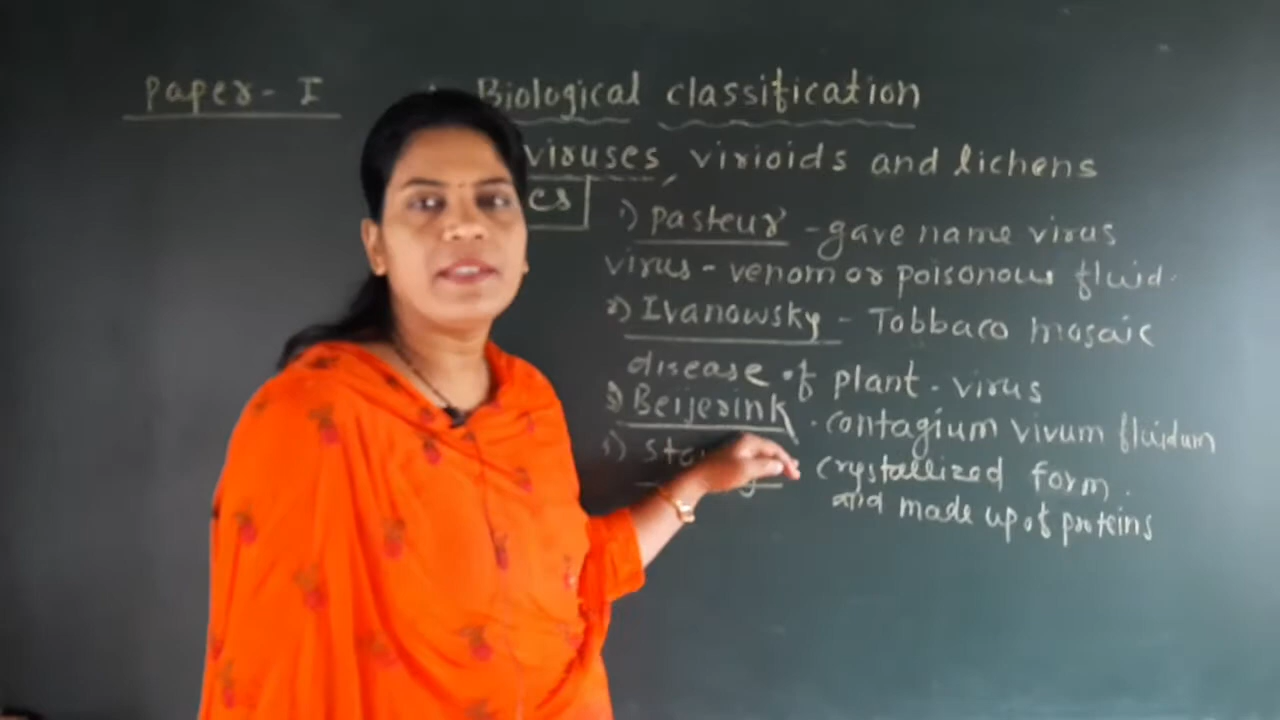 Paper - I
Biological classification
viruses, virioids and lichens
1) Pasteur - gave name virus
virus - venom or poisonous fluid.
2) Ivanowsky - Tobbaco mosaic
disease of plant - virus
3) Beijerink - contagium vivum fluidum
crystallized form.
and made up of proteins